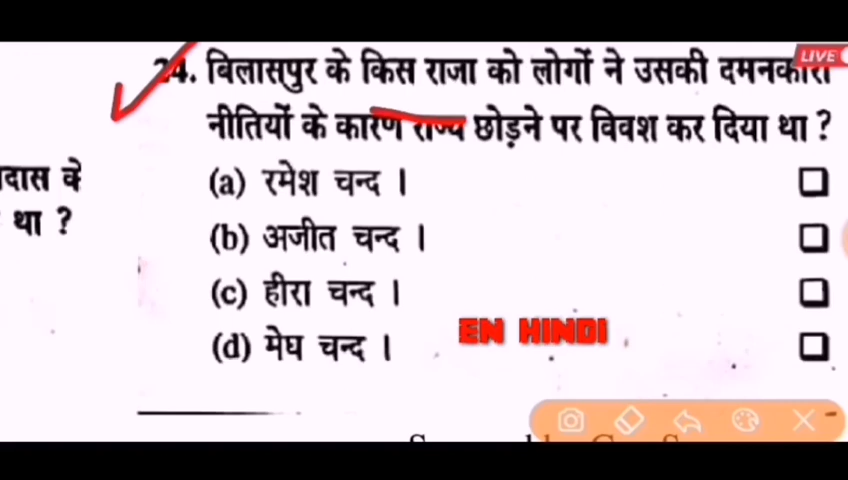 LIVE
24. बिलासपुर के किस राजा को लोगों ने उसकी दमनकारी
नीतियों के कारण राज्य छोड़ने पर विवश कर दिया था ?
दास के
था ?
(a) रमेश चन्द ।
(b) अजीत चन्द ।
(c) हीरा चन्द ।
(d) मेघ चन्द ।
EN HINDI